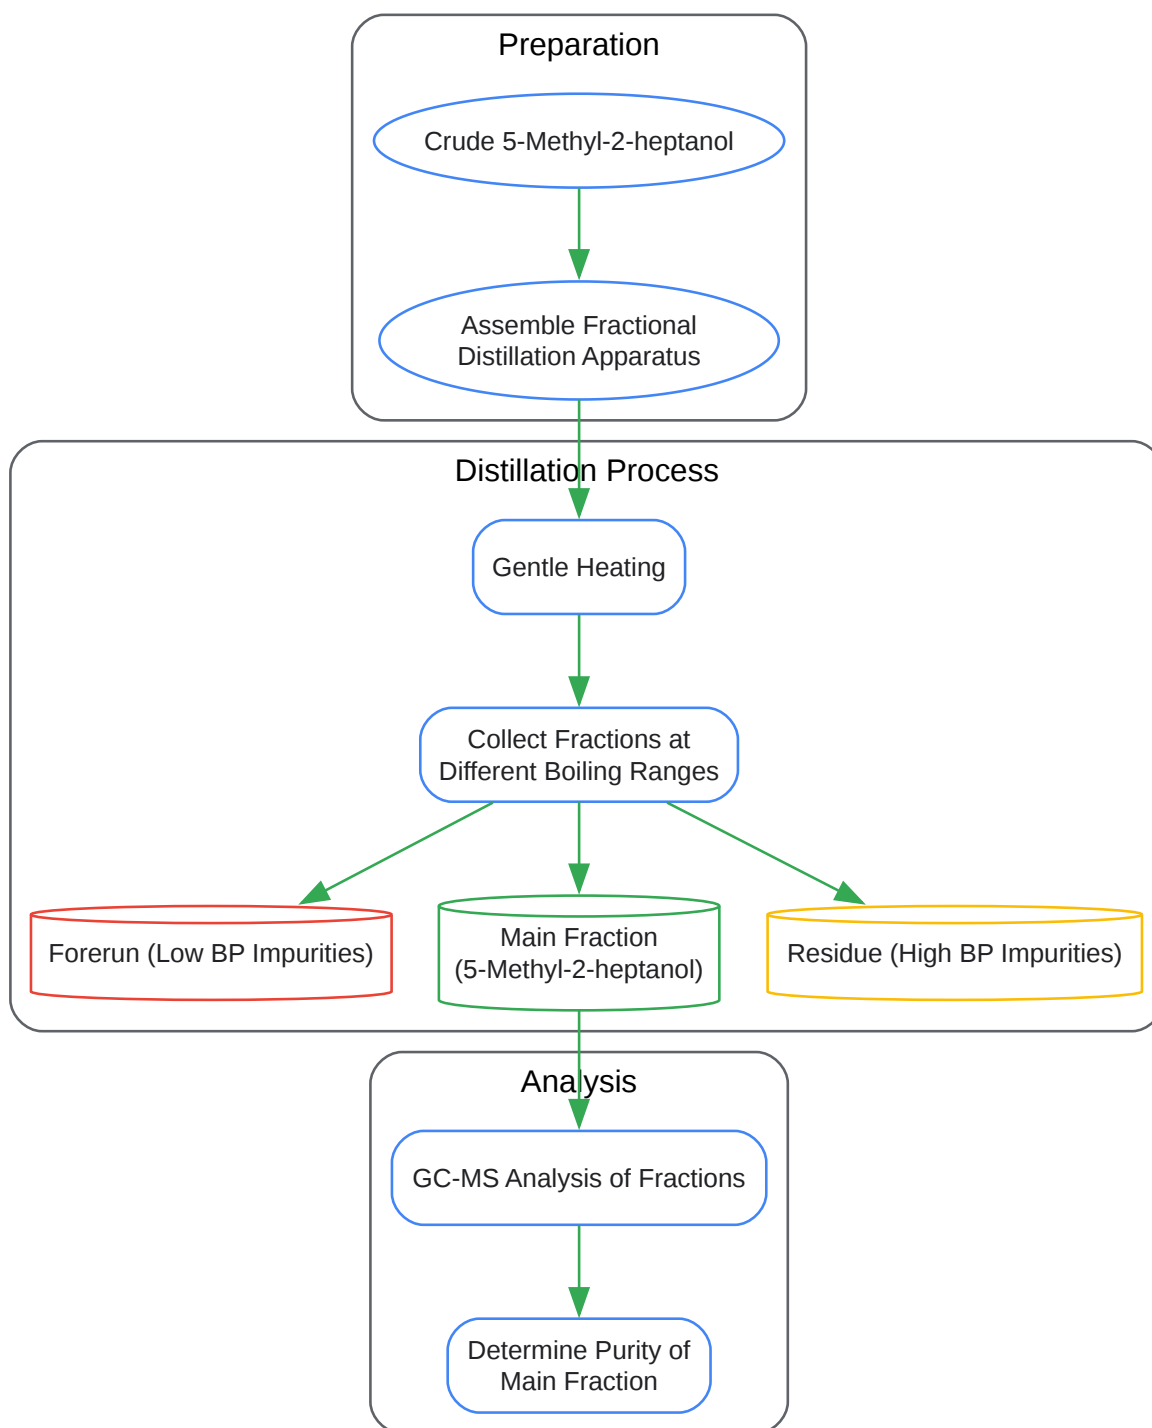 Preparation
Crude 5-Methyl-2-heptanol
Assemble Fractional
Distillation Apparatus
Distillation Process
Gentle Heating
Collect Fractions at
Different Boiling Ranges
Forerun (Low BP Impurities)
Main Fraction
(5-Methyl-2-heptanol)
Residue (High BP Impurities)
Analysis
GC-MS Analysis of Fractions
Determine Purity of
Main Fraction